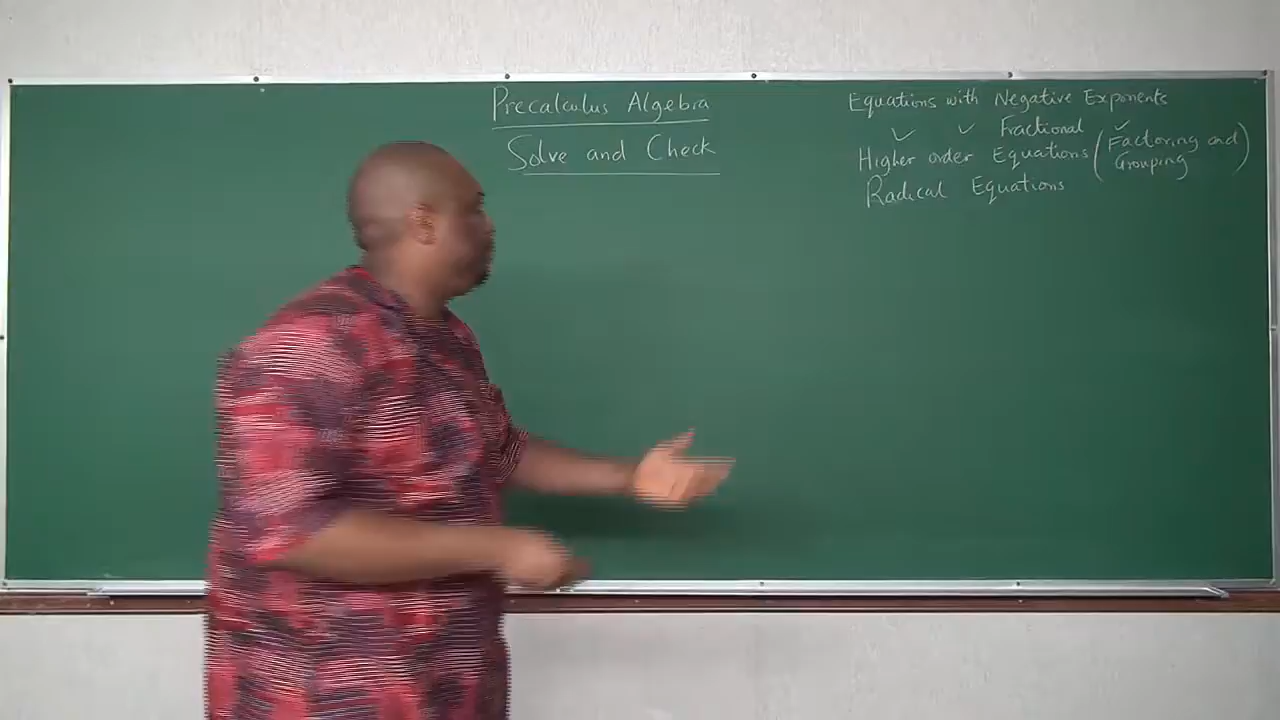 Precalculus Algebra
Solve and Check
Equations with Negative Exponents
✓ ✓ Fractional ✓
Higher order Equations (Factoring and Grouping)
Radical Equations